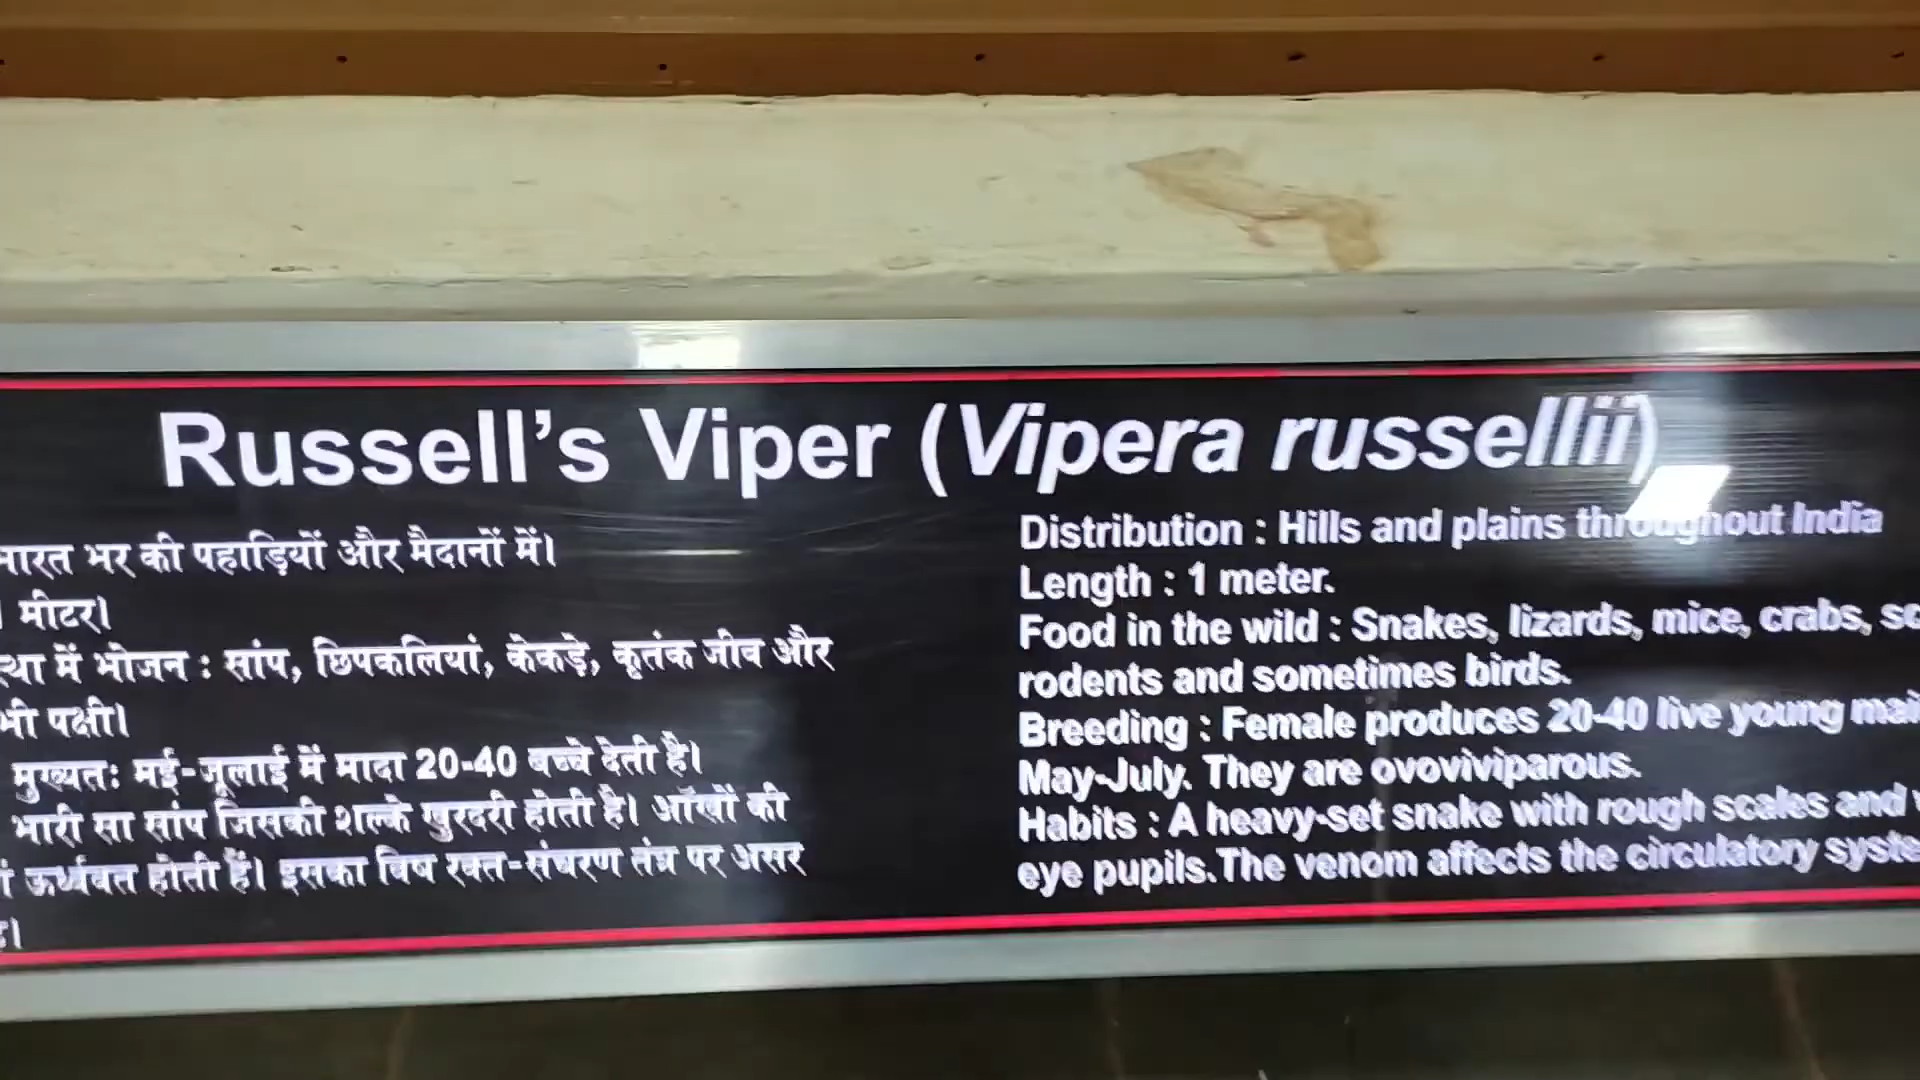 Russell's Viper (Vipera russellii)
भारत भर की पहाड़ियों और मैदानों में।
मीटर।
में भोजन : सांप, छिपकलियां, केकड़े, कृतंक जीव और
भी पक्षी।
मुख्यतः मई-जूलाई में मादा 20-40 बच्चे देती है।
भारी सा सांप जिसकी शल्के खुरदरी होती है। आँखों की
ऊर्ध्ववत होती हैं। इसका विष रक्त-संचरण तंत्र पर असर
Distribution : Hills and plains throughout India
Length : 1 meter.
Food in the wild : Snakes, lizards, mice, crabs,
rodents and sometimes birds.
Breeding : Female produces 20-40 live young
May-July. They are ovoviviparous.
Habits : A heavy-set snake with rough scales and
eye pupils.The venom affects the circulatory